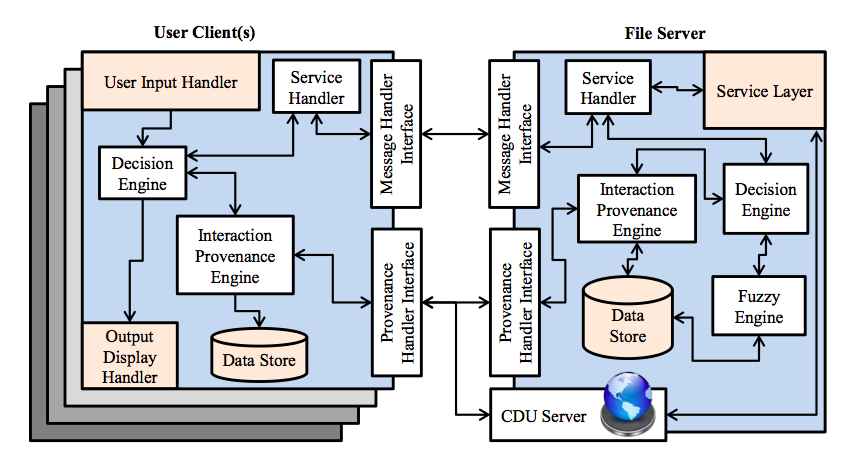 User Client(s)
File Server
User Input Handler
Service
Handler
Message Handler
Interface
Decision
Engine
Interaction
Provenance
Engine
Provenance
Handler Interface
Output
Display
Handler
Data Store
Message Handler
Interface
Service
Handler
Service Layer
Interaction
Provenance
Engine
Decision
Engine
Provenance
Handler Interface
Data
Store
Fuzzy
Engine
CDU Server